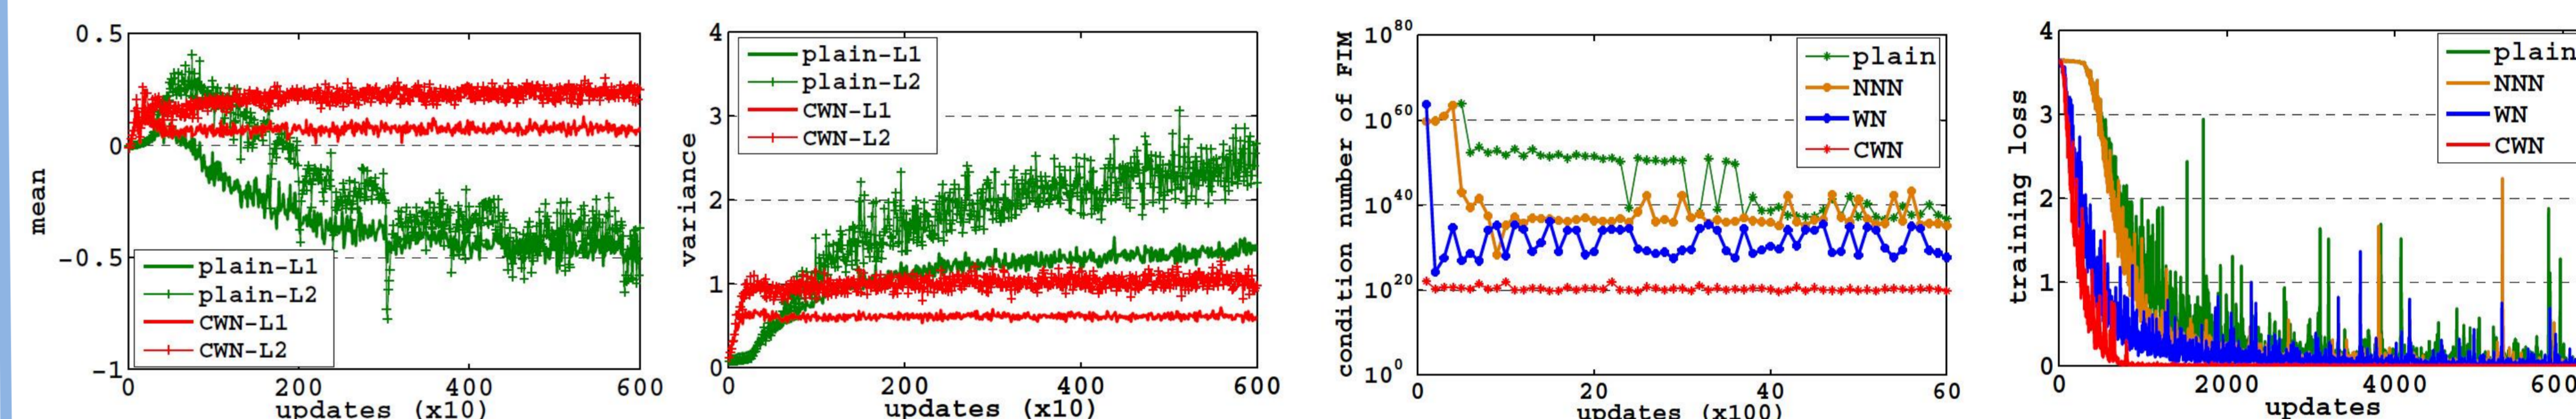 0.5
0
-0.5
-1
mean
0
200
400
600
updates (x10)
plain-L1
plain-L2
CWN-L1
CWN-L2
4
3
2
1
0
variance
0
200
400
600
updates (x10)
plain-L1
plain-L2
CWN-L1
CWN-L2
10^80
10^60
10^40
10^20
10^0
condition number of FIM
0
20
40
60
updates (x100)
plain
NNN
WN
CWN
4
3
2
1
0
training loss
0
2000
4000
600
updates
plain
NNN
WN
CWN